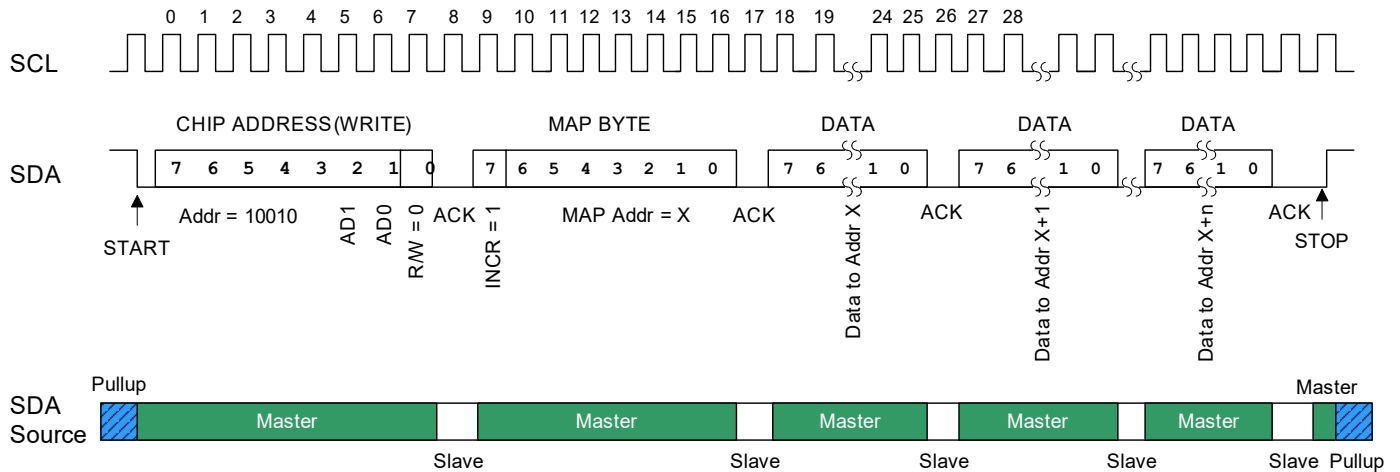 0 1 2 3 4 5 6 7 8 9 10 11 12 13 14 15 16 17 18 19 24 25 26 27 28
SCL
CHIP ADDRESS (WRITE) MAP BYTE DATA DATA DATA
SDA 7 6 5 4 3 2 1 0 7 6 5 4 3 2 1 0 7 6 1 0 7 6 1 0 7 6 1 0
START Addr = 10010 AD1 AD0 R/W = 0 ACK INCR = 1 MAP Addr = X ACK Data to Addr X ACK Data to Addr X+1 Data to Addr X+n ACK STOP
Pullup Master
SDA Source Master Master Master Master Master
Slave Slave Slave Slave Slave Pullup